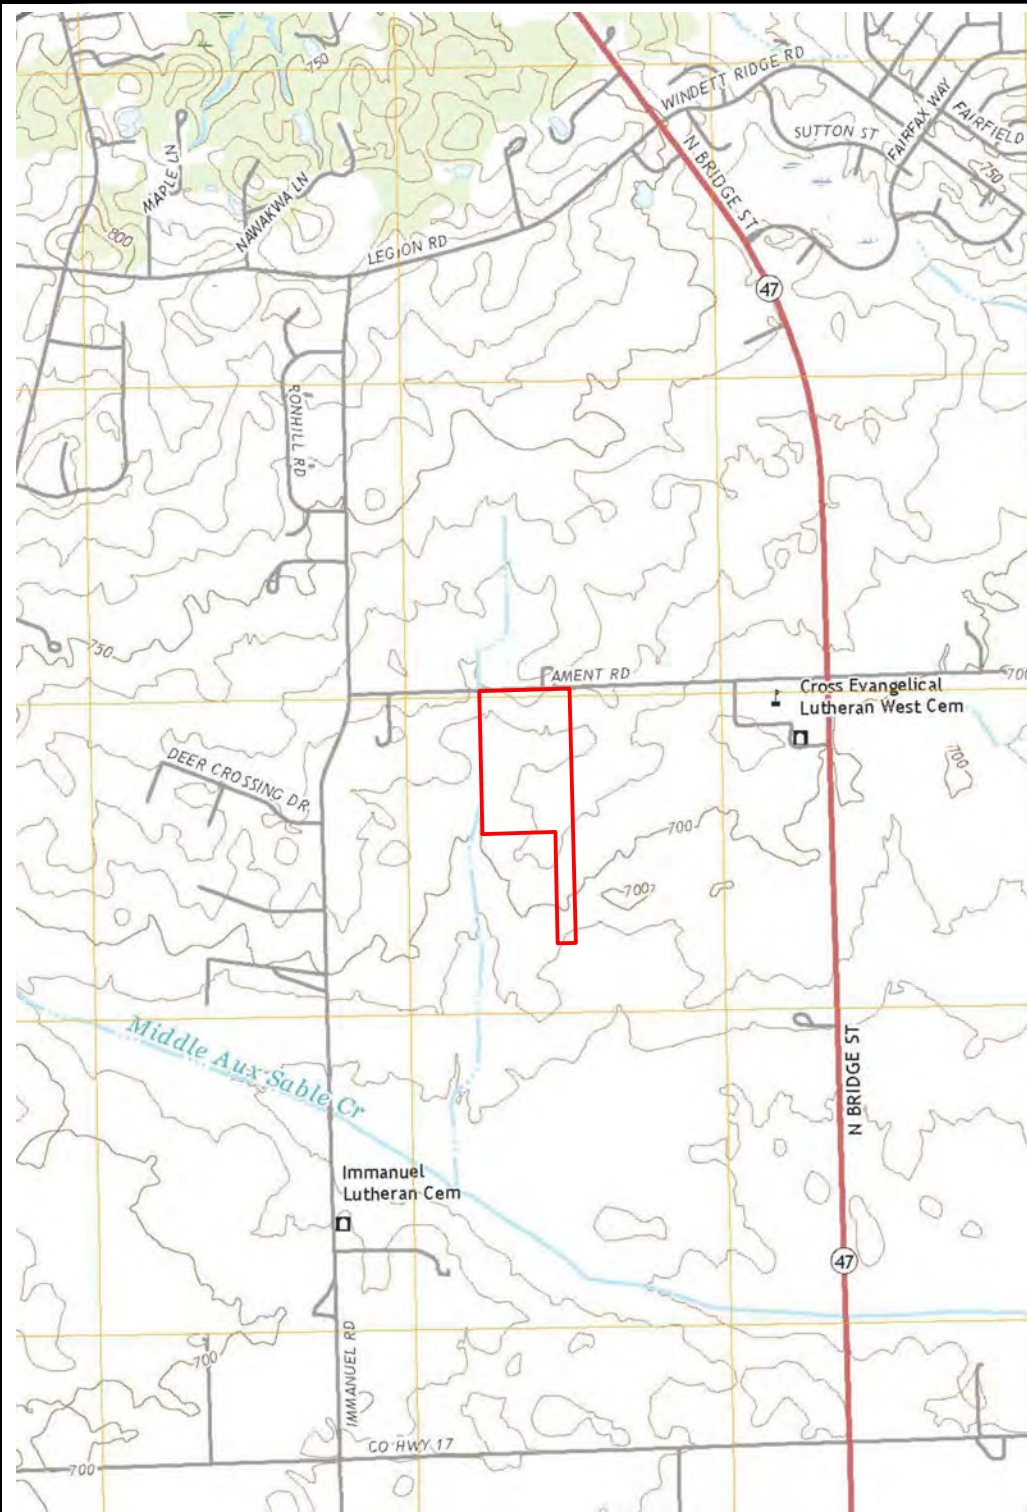 750
WINDETT RIDGE RD
SUTTON ST
FAIRFAX WAY
FAIRFIELD
750
MAPLE LN
NAWAKWA LN
N BRIDGE ST
800
LEGION RD
47
RONHILL RD
750
AMENT RD
700
Cross Evangelical
Lutheran West Cem
DEER CROSSING DR
700
700
700
Middle Aux Sable Cr
N BRIDGE ST
Immanuel
Lutheran Cem
47
IMMANUEL RD
700
CO HWY 17
700